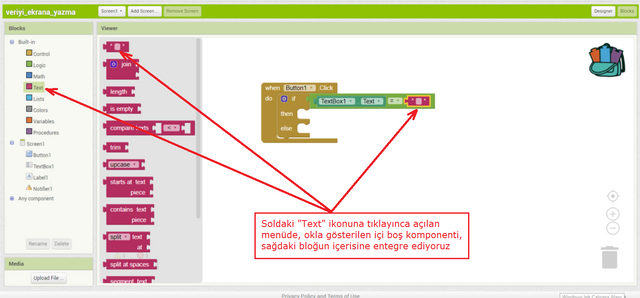 veriyi_ekrana_yazma
Screen1
Add Screen...
Remove Screen
Designer
Blocks
Blocks
Viewer
Built-in
Control
Logic
Math
Text
Lists
Colors
Variables
Procedures
Screen1
Button1
TextBox1
Label1
Notifier1
Any component
Rename
Delete
Media
Upload File ...
" "
join
length
is empty
compare texts <
trim
upcase
starts at text
piece
contains text
piece
split text
at
split at spaces
segment text
when Button1 .Click
do if TextBox1 . Text = " "
then
else
Soldaki "Text" ikonuna tıklayınca açılan
menüde, okla gösterilen içi boş komponenti,
sağdaki bloğun içerisine entegre ediyoruz
Privacy Policy and Terms of Use